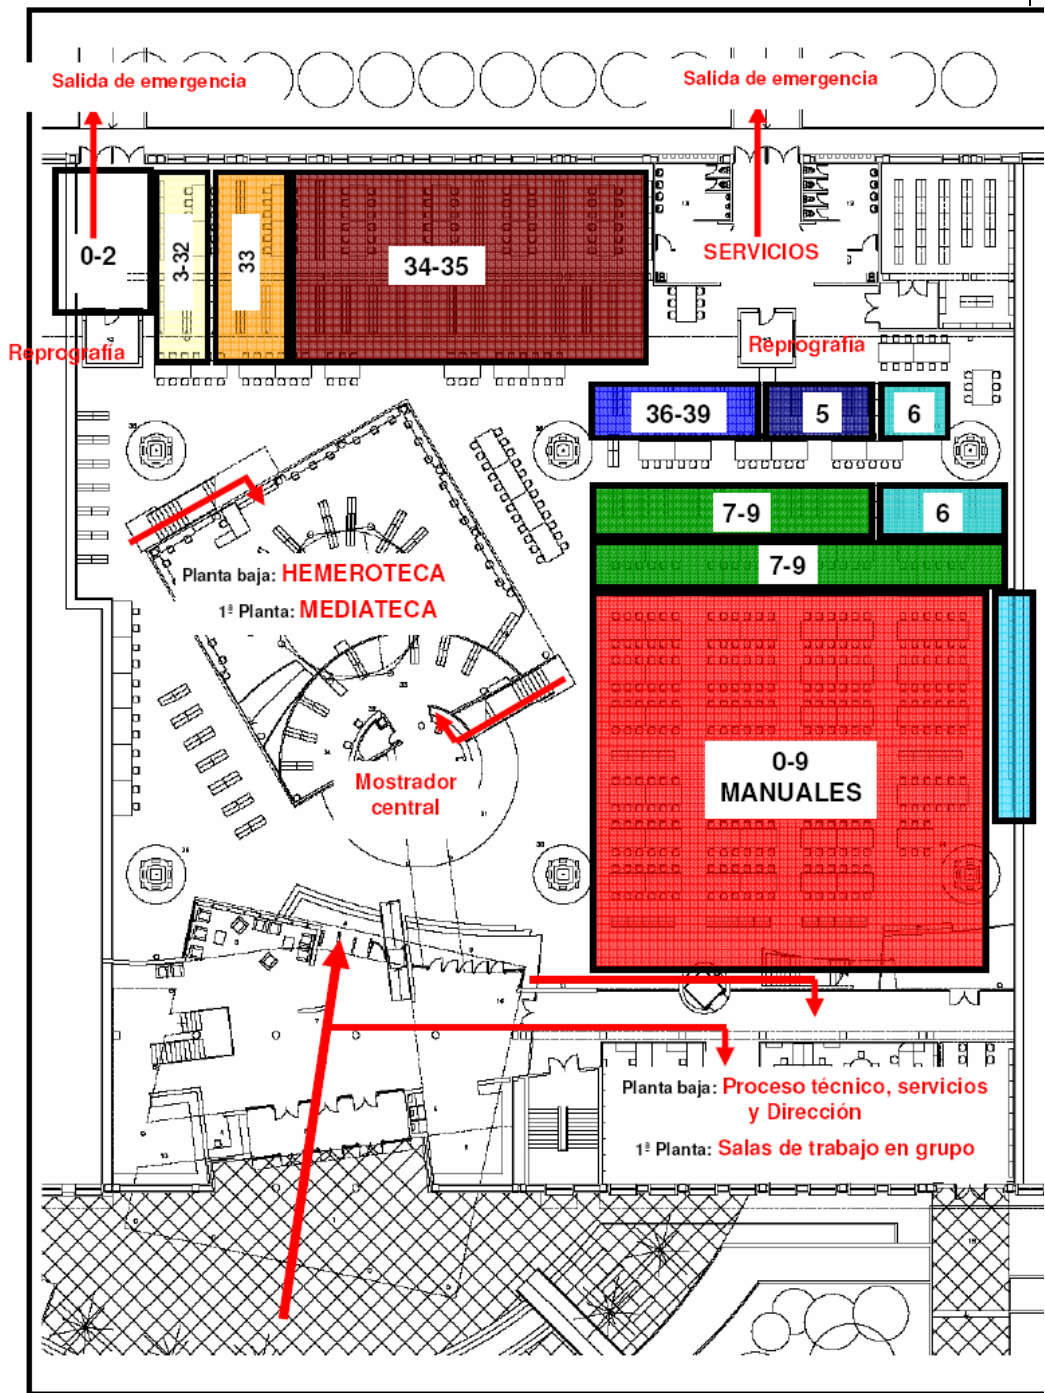 Salida de emergencia
Salida de emergencia
0-2
3-32
33
34-35
SERVICIOS
Reprografía
Reprografía
36-39
5
6
7-9
6
7-9
Planta baja: HEMEROTECA
1ª Planta: MEDIATECA
0-9
MANUALES
Mostrador
central
Planta baja: Proceso técnico, servicios
y Dirección
1ª Planta: Salas de trabajo en grupo